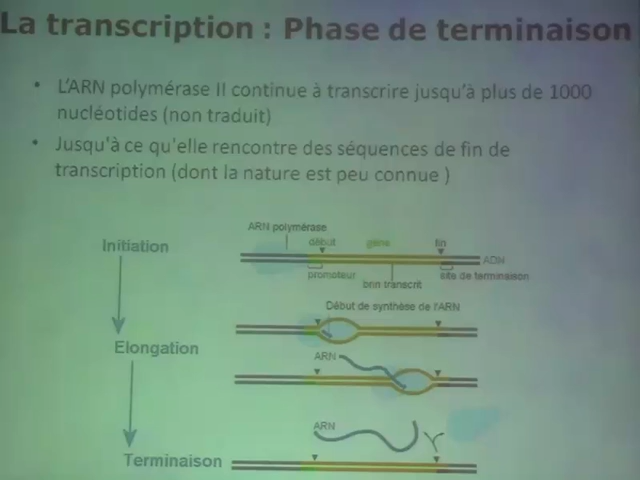 La transcription : Phase de terminaison
• L'ARN polymérase II continue à transcrire jusqu'à plus de 1000
nucléotides (non traduit)
• Jusqu'à ce qu'elle rencontre des séquences de fin de
transcription (dont la nature est peu connue )
ARN polymérase
Initiation
début gène fin
ADN
promoteur
brin transcrit
site de terminaison
Début de synthèse de l'ARN
Elongation
ARN
ARN
Terminaison